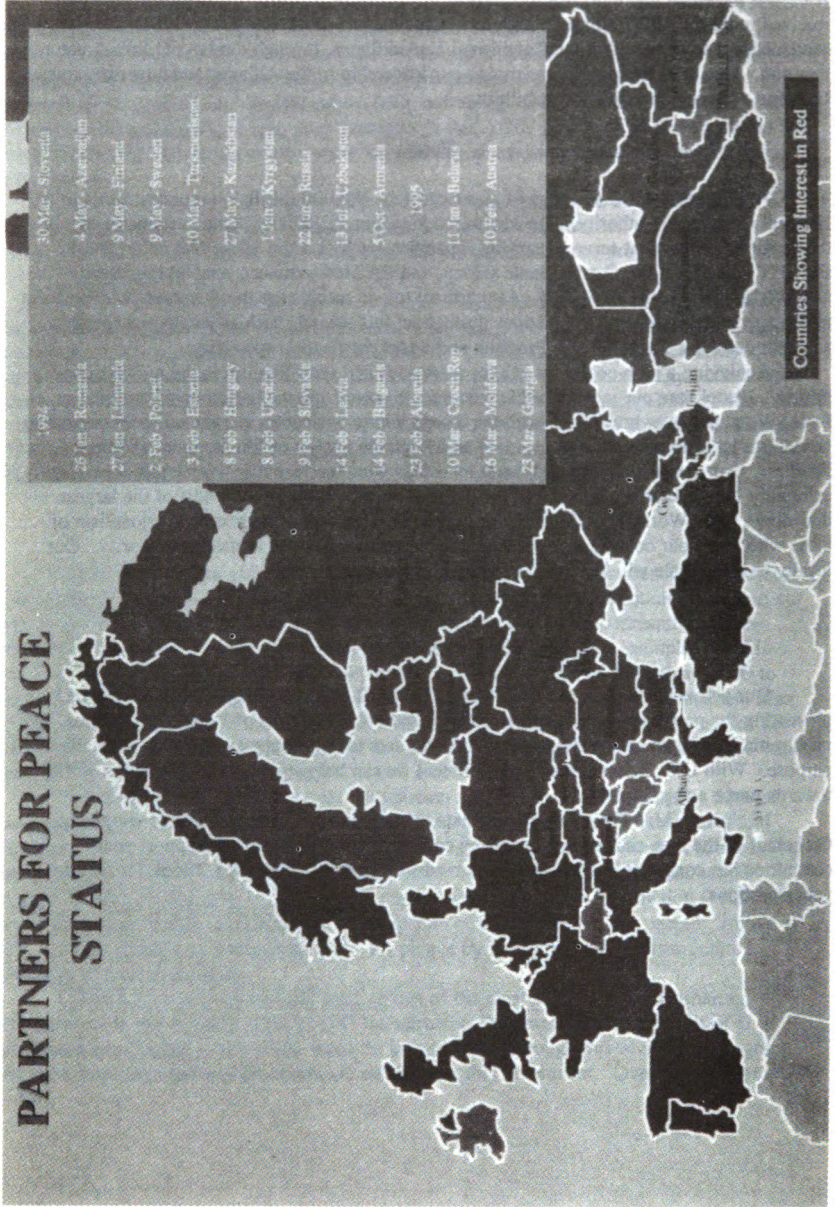 PARTNERS FOR PEACE
STATUS
1994
26 Jan - Romania
27 Jan - Lithuania
2 Feb - Poland
3 Feb - Estonia
8 Feb - Hungary
8 Feb - Ukraine
9 Feb - Slovakia
14 Feb - Latvia
14 Feb - Bulgaria
23 Feb - Albania
10 Mar - Czech Rep
16 Mar - Moldova
23 Mar - Georgia
30 Mar - Slovenia
4 May - Azerbaijan
9 May - Finland
9 May - Sweden
10 May - Turkmenistan
27 May - Kazakhstan
1 Jun - Kyrgystan
22 Jun - Russia
13 Jul - Uzbekistan
5 Oct - Armenia
1995
11 Jan - Belarus
10 Feb - Austria
Albania
MALTA
Countries Showing Interest in Red